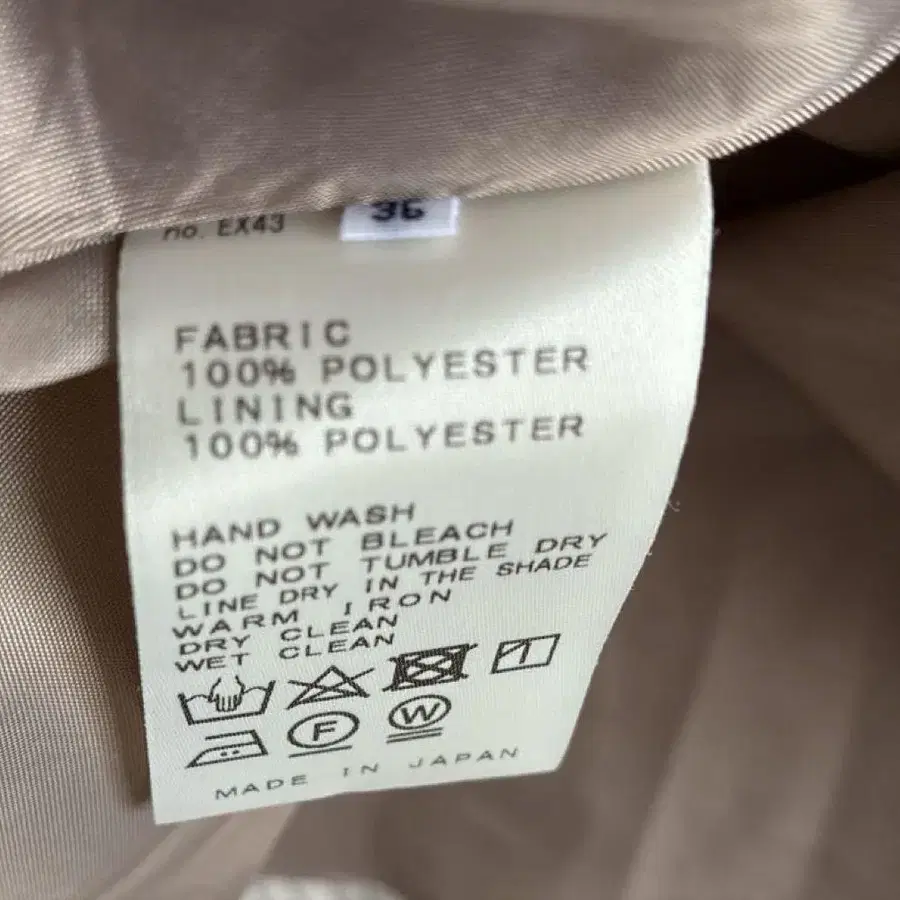 no. EX43
FABRIC
100% POLYESTER
LINING
100% POLYESTER
HAND WASH
DO NOT BLEACH
DO NOT TUMBLE DRY
LINE DRY IN THE SHADE
WARM IRON
DRY CLEAN
WET CLEAN
F
W
MADE IN JAPAN